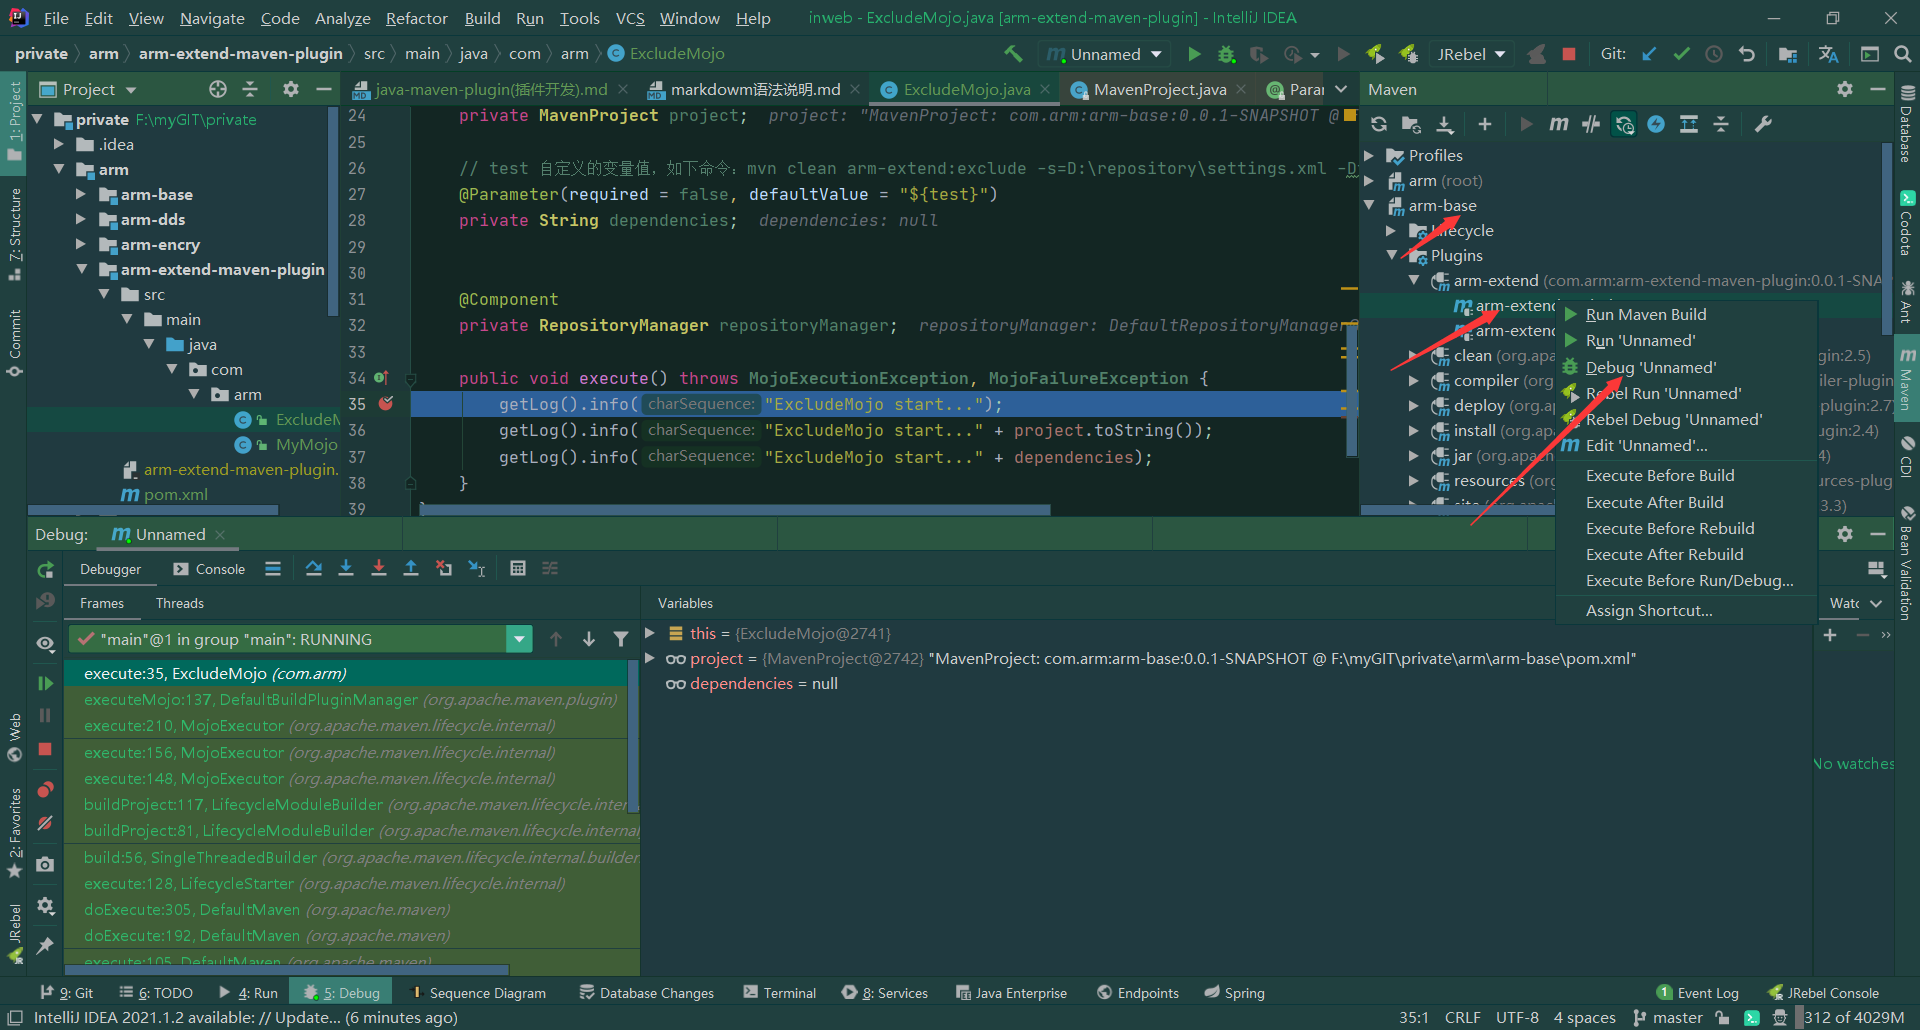 File Edit View Navigate Code Analyze Refactor Build Run Tools VCS Window Help inweb - ExcludeMojo.java [arm-extend-maven-plugin] - IntelliJ IDEA
private arm arm-extend-maven-plugin src main java com arm ExcludeMojo Unnamed JRebel Git:
Project java-maven-plugin(插件开发).md markdowm语法说明.md ExcludeMojo.java MavenProject.java Para Maven
private F:\myGIT\private
.idea
arm
arm-base
arm-dds
arm-encry
arm-extend-maven-plugin
src
main
java
com
arm
ExcludeM
MyMojo
arm-extend-maven-plugin.
pom.xml
24 private MavenProject project; project: "MavenProject: com.arm:arm-base:0.0.1-SNAPSHOT @
25
26 // test 自定义的变量值，如下命令：mvn clean arm-extend:exclude -s=D:\repository\settings.xml -D
27 @Parameter(required = false, defaultValue = "${test}")
28 private String dependencies; dependencies: null
29
30
31 @Component
32 private RepositoryManager repositoryManager; repositoryManager: DefaultRepositoryManager
33
34 public void execute() throws MojoExecutionException, MojoFailureException {
35 getLog().info( charSequence: "ExcludeMojo start...");
36 getLog().info( charSequence: "ExcludeMojo start..." + project.toString());
37 getLog().info( charSequence: "ExcludeMojo start..." + dependencies);
38 }
39
Profiles
arm (root)
arm-base
Lifecycle
Plugins
arm-extend (com.arm:arm-extend-maven-plugin:0.0.1-SNA
arm-extend
arm-extend
clean (org.apa gin:2.5)
compiler (org piler-plugin
deploy (org.a plugin:2.7)
install (org.ap ugin:2.4)
jar (org.apach 4)
resources (org urces-plug
site (org.apac 3.3)
Run Maven Build
Run 'Unnamed'
Debug 'Unnamed'
Rebel Run 'Unnamed'
Rebel Debug 'Unnamed'
Edit 'Unnamed'...
Execute Before Build
Execute After Build
Execute Before Rebuild
Execute After Rebuild
Execute Before Run/Debug...
Assign Shortcut...
1: Project
7: Structure
Commit
Web
2: Favorites
JRebel
Database
Codota
Ant
Maven
CDI
Bean Validation
Debug: Unnamed
Debugger Console
Frames Threads Variables Watc
"main"@1 in group "main": RUNNING
execute:35, ExcludeMojo (com.arm)
executeMojo:137, DefaultBuildPluginManager (org.apache.maven.plugin)
execute:210, MojoExecutor (org.apache.maven.lifecycle.internal)
execute:156, MojoExecutor (org.apache.maven.lifecycle.internal)
execute:148, MojoExecutor (org.apache.maven.lifecycle.internal)
buildProject:117, LifecycleModuleBuilder (org.apache.maven.lifecycle.inter
buildProject:81, LifecycleModuleBuilder (org.apache.maven.lifecycle.internal
build:56, SingleThreadedBuilder (org.apache.maven.lifecycle.internal.builder
execute:128, LifecycleStarter (org.apache.maven.lifecycle.internal)
doExecute:305, DefaultMaven (org.apache.maven)
doExecute:192, DefaultMaven (org.apache.maven)
execute:105, DefaultMaven (org.apache.maven)
this = {ExcludeMojo@2741}
project = {MavenProject@2742} "MavenProject: com.arm:arm-base:0.0.1-SNAPSHOT @ F:\myGIT\private\arm\arm-base\pom.xml"
dependencies = null
No watches
9: Git 6: TODO 4: Run 5: Debug Sequence Diagram Database Changes Terminal 8: Services Java Enterprise Endpoints Spring 1 Event Log JRebel Console
IntelliJ IDEA 2021.1.2 available: // Update... (6 minutes ago) 35:1 CRLF UTF-8 4 spaces master 312 of 4029M